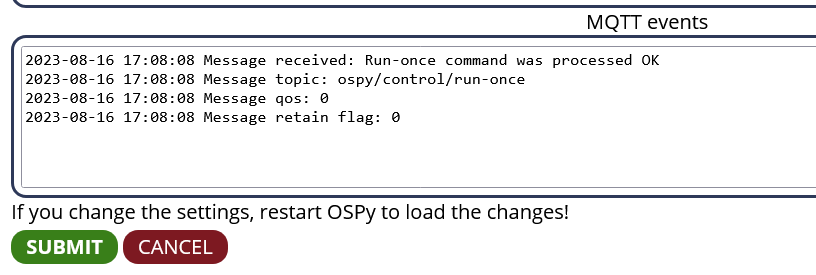 MQTT events
2023-08-16 17:08:08 Message received: Run-once command was processed OK
2023-08-16 17:08:08 Message topic: ospy/control/run-once
2023-08-16 17:08:08 Message qos: 0
2023-08-16 17:08:08 Message retain flag: 0
If you change the settings, restart OSPy to load the changes!
SUBMIT CANCEL